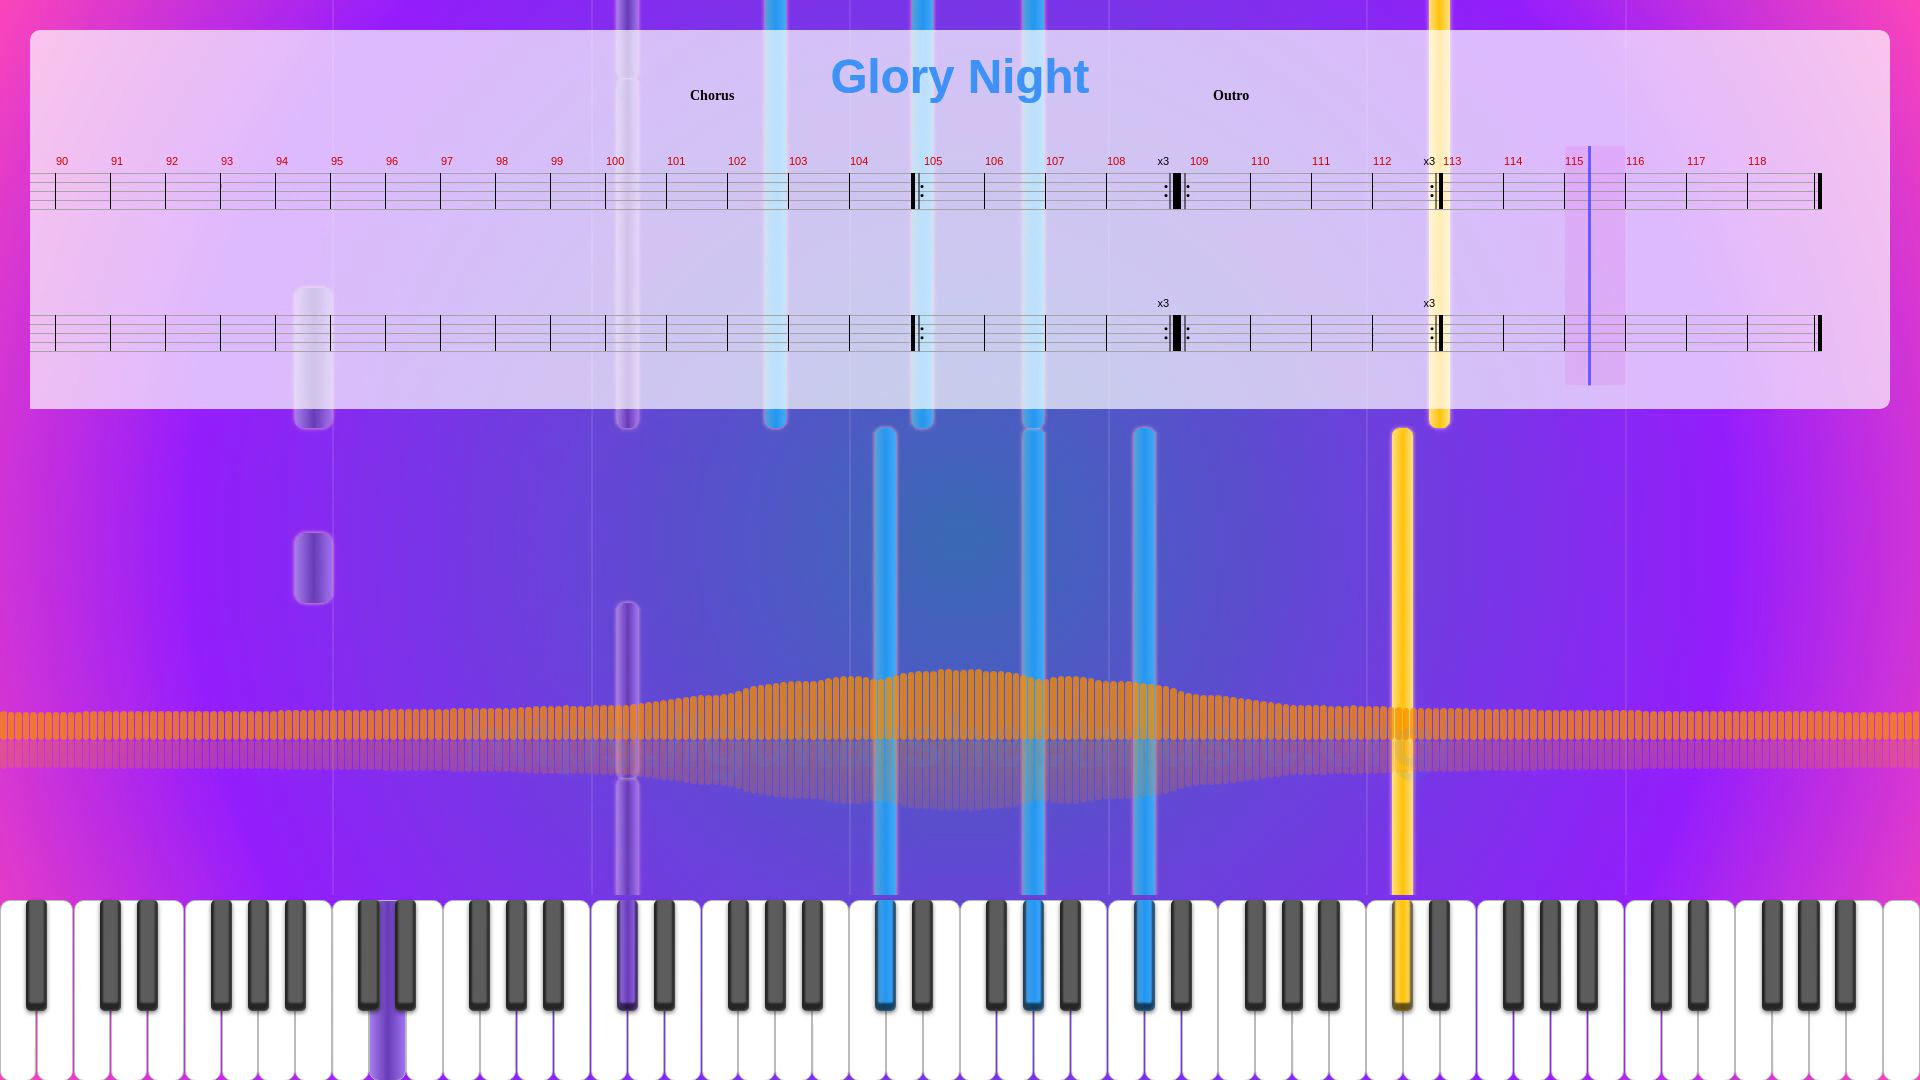 Glory Night
Chorus Outro
90 91 92 93 94 95 96 97 98 99 100 101 102 103 104 105 106 107 108 x3 109 110 111 112 x3 113 114 115 116 117 118
x3 x3